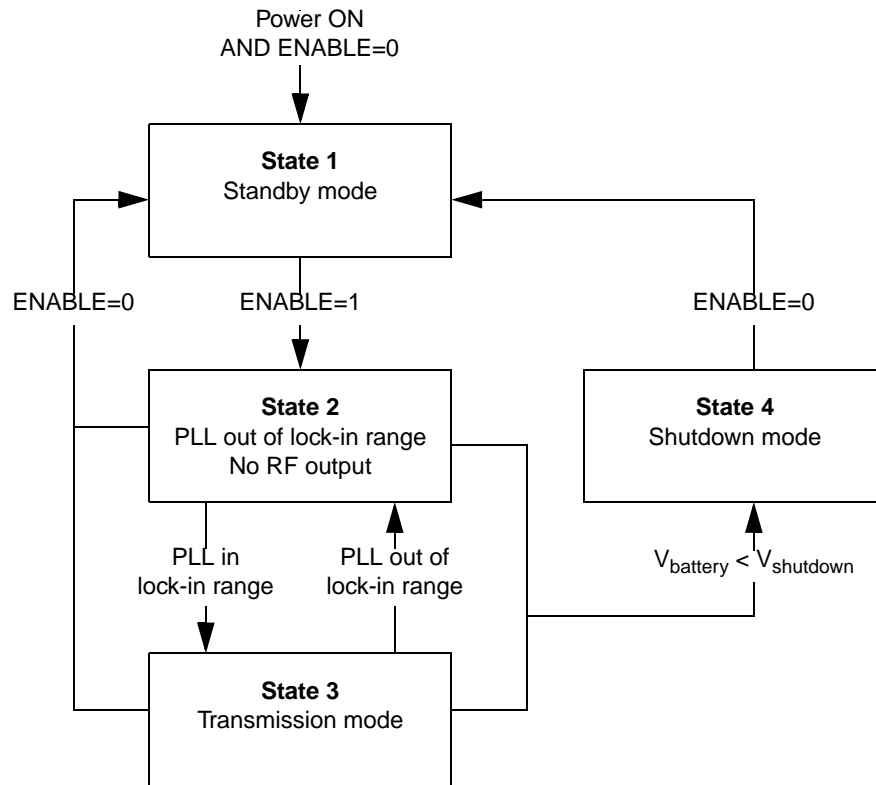 Power ON
AND ENABLE=0
State 1
Standby mode
ENABLE=0
ENABLE=1
ENABLE=0
State 2
PLL out of lock-in range
No RF output
State 4
Shutdown mode
PLL in
lock-in range
PLL out of
lock-in range
Vbattery < Vshutdown
State 3
Transmission mode